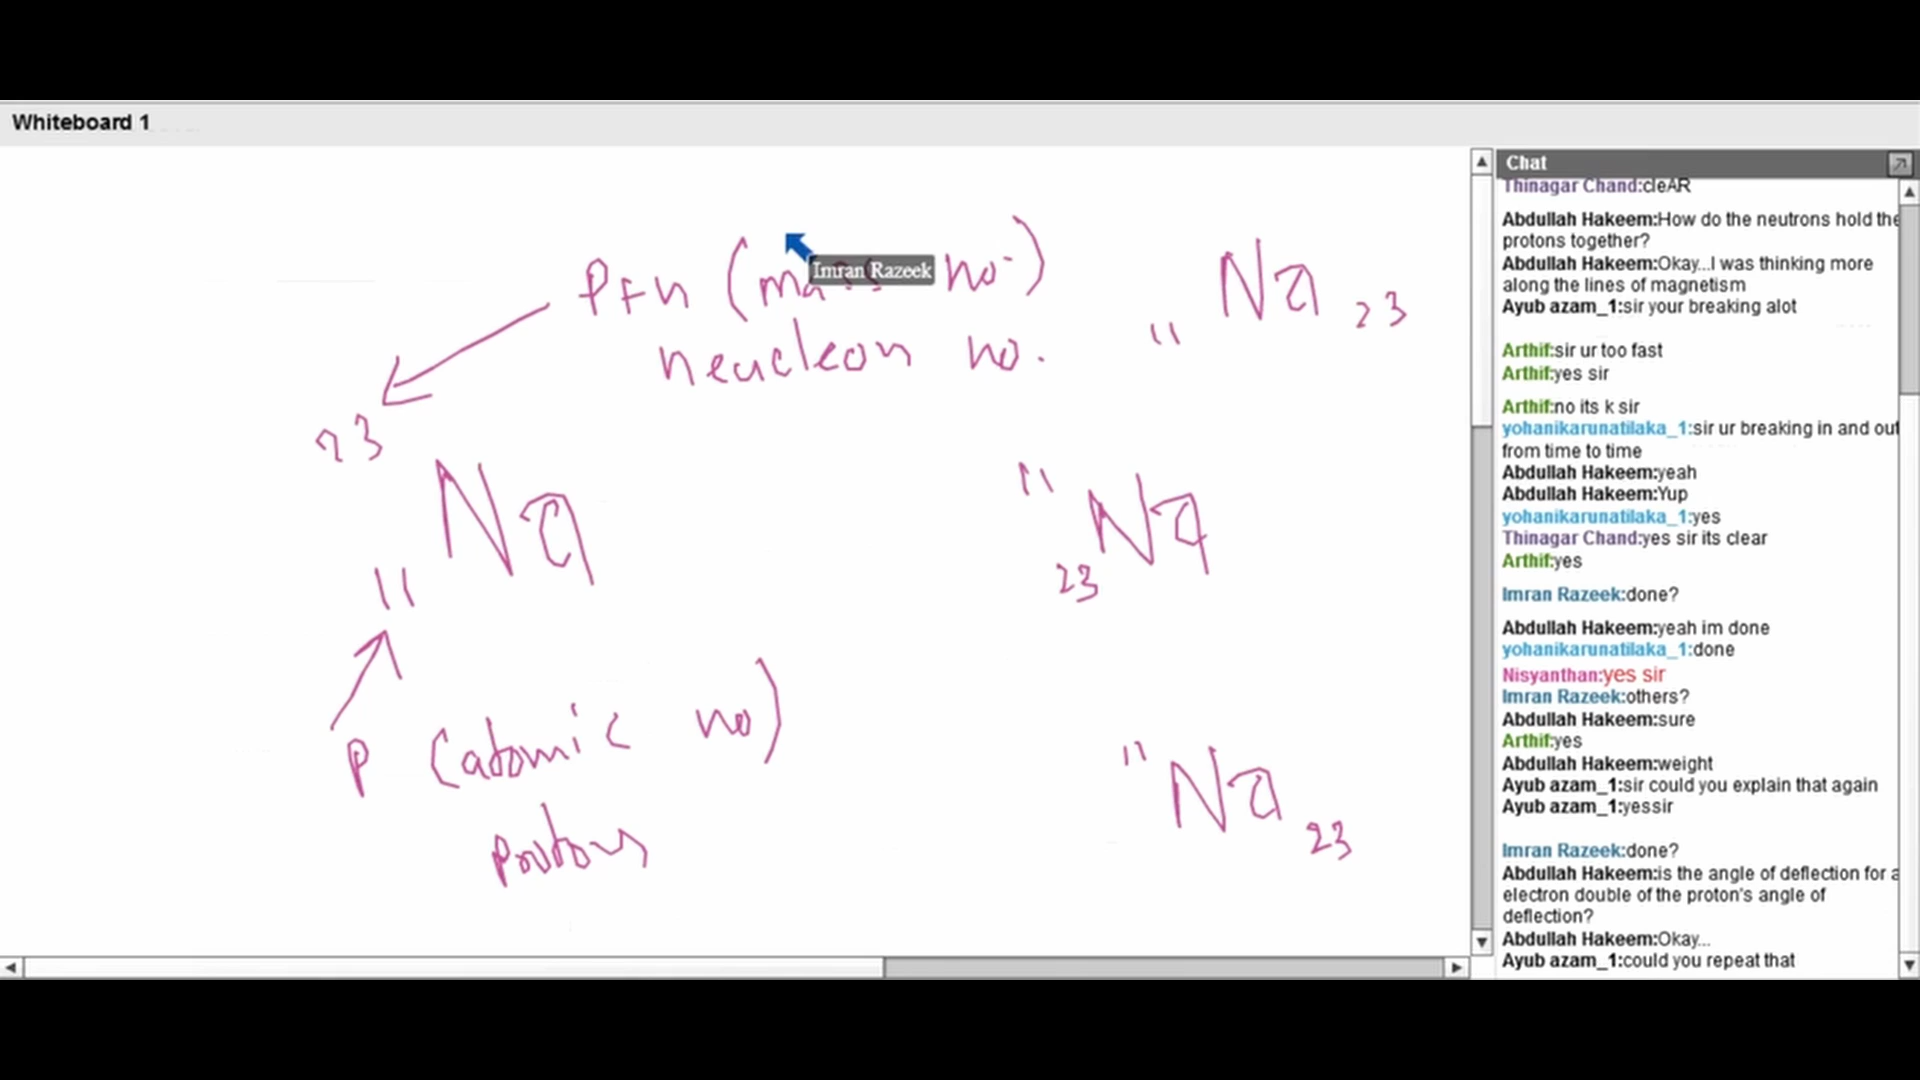 Whiteboard 1
P+n (mass no.)
neucleon no.
Imran Razeek
23
Na
11
P (atomic no)
Protons
Na
11
23
11
Na
23
11
Na
23
Chat
Thinagar Chand:cleAR
Abdullah Hakeem:How do the neutrons hold the
protons together?
Abdullah Hakeem:Okay...I was thinking more
along the lines of magnetism
Ayub azam_1:sir your breaking alot
Arthif:sir ur too fast
Arthif:yes sir
Arthif:no its k sir
yohanikarunatilaka_1:sir ur breaking in and out
from time to time
Abdullah Hakeem:yeah
Abdullah Hakeem:Yup
yohanikarunatilaka_1:yes
Thinagar Chand:yes sir its clear
Arthif:yes
Imran Razeek:done?
Abdullah Hakeem:yeah im done
yohanikarunatilaka_1:done
Nisyanthan:yes sir
Imran Razeek:others?
Abdullah Hakeem:sure
Arthif:yes
Abdullah Hakeem:weight
Ayub azam_1:sir could you explain that again
Ayub azam_1:yessir
Imran Razeek:done?
Abdullah Hakeem:is the angle of deflection for a
electron double of the proton's angle of
deflection?
Abdullah Hakeem:Okay...
Ayub azam_1:could you repeat that